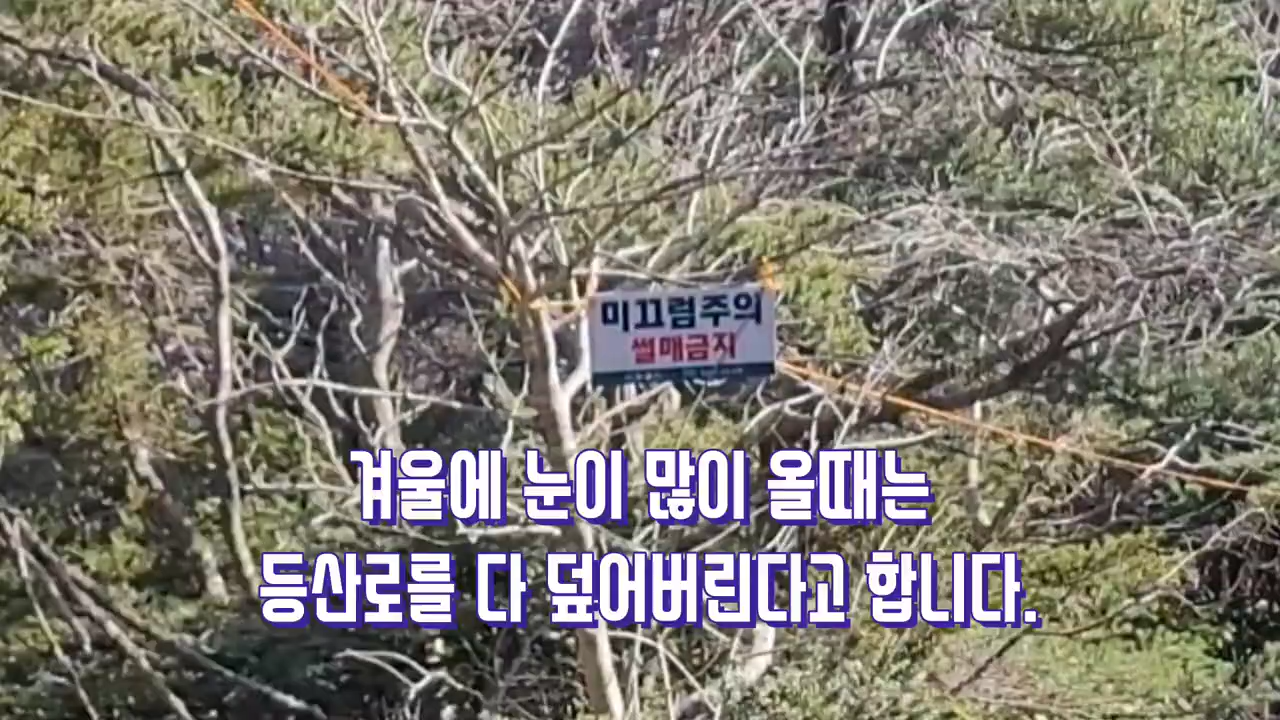 미끄럼주의
썰매금지
겨울에 눈이 많이 올때는
등산로를 다 덮어버린다고 합니다.